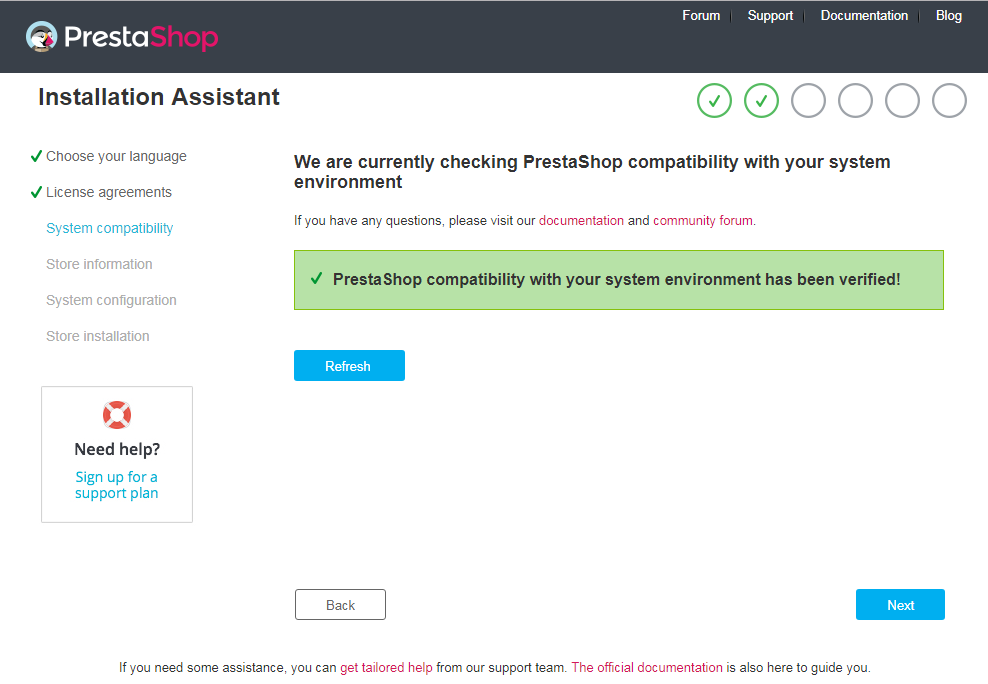 Forum
Support
Documentation
Blog
PrestaShop
Installation Assistant
Choose your language
License agreements
System compatibility
Store information
System configuration
Store installation
Need help?
Sign up for a
support plan
We are currently checking PrestaShop compatibility with your system
environment
If you have any questions, please visit our documentation and community forum.
PrestaShop compatibility with your system environment has been verified!
Refresh
Back
Next
If you need some assistance, you can get tailored help from our support team. The official documentation is also here to guide you.